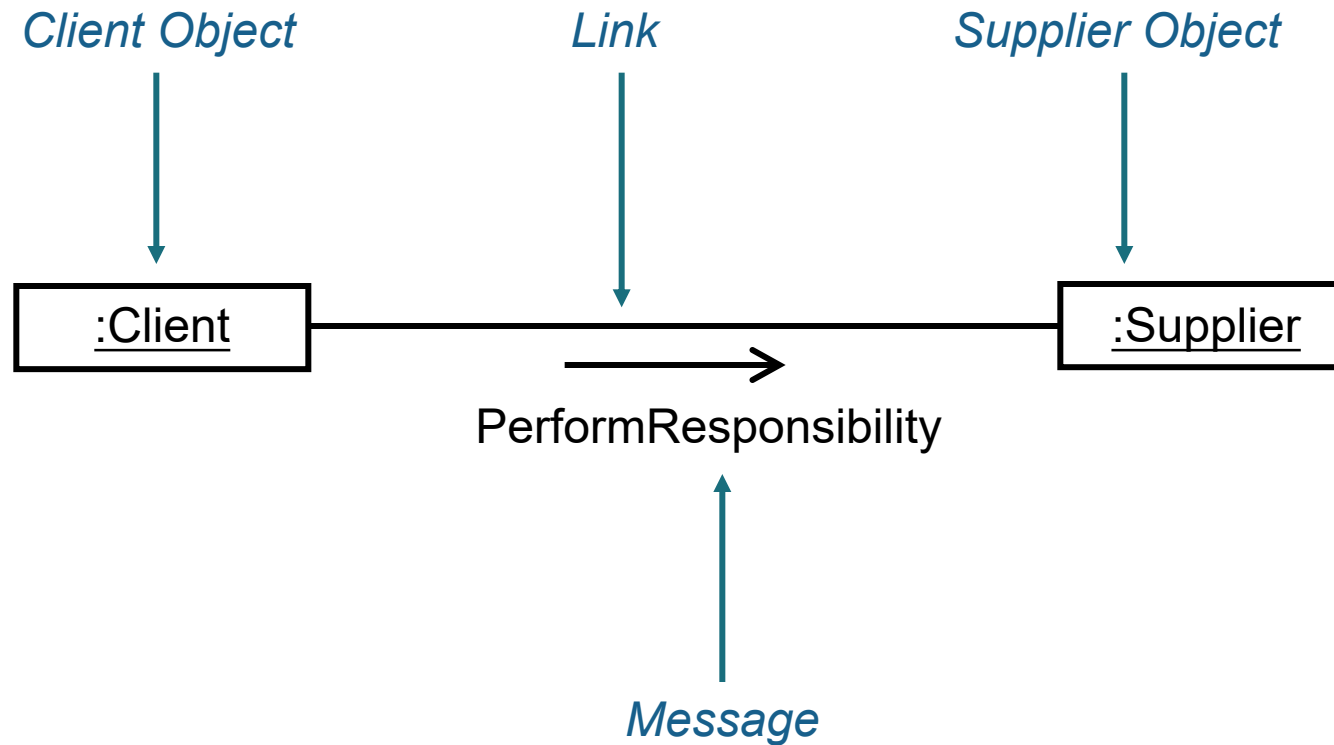 Client Object
Link
Supplier Object
:Client
:Supplier
PerformResponsibility
Message